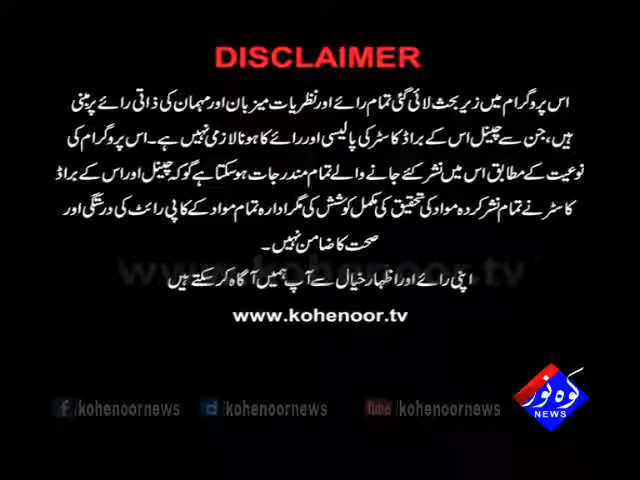 DISCLAIMER
اس پروگرام میں زیر بحث لائی گئی تمام رائے اور نظریات میزبان اور مہمان کی ذاتی رائے پر مبنی
ہیں، جن سے چینل اس کے براڈ کاسٹر کی پالیسی اور رائے کا ہونا لازمی نہیں ہے۔ اس پروگرام کی
نوعیت کے مطابق اس میں نشر کئے جانے والے تمام مندرجات ہوسکتا ہے گو کہ چینل اور اس کے براڈ
کاسٹر نے تمام نشر کردہ مواد کی تحقیق کی مکمل کوشش کی مگر ادارہ تمام مواد کے کاپی رائٹ کی درستگی اور
صحت کا ضامن نہیں۔
www.kohenoor.tv
اپنی رائے اور اظہار خیال سے آپ ہمیں آگاہ کر سکتے ہیں
www.kohenoor.tv
f /kohenoornews d /kohenoornews /kohenoornews
کوہ نور
NEWS